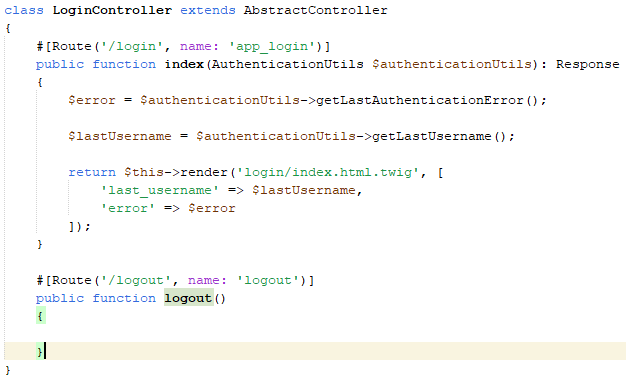 class LoginController extends AbstractController
{
    #[Route('/login', name: 'app_login')]
    public function index(AuthenticationUtils $authenticationUtils): Response
    {
        $error = $authenticationUtils->getLastAuthenticationError();

        $lastUsername = $authenticationUtils->getLastUsername();

        return $this->render('login/index.html.twig', [
            'last_username' => $lastUsername,
            'error' => $error
        ]);
    }

    #[Route('/logout', name: 'logout')]
    public function logout()
    {

    }
}